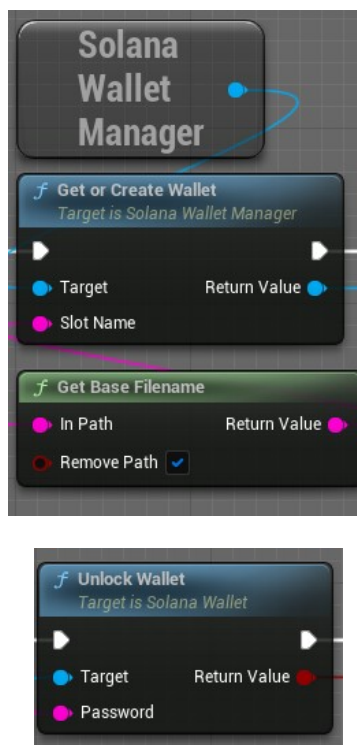 Solana
Wallet
Manager
f Get or Create Wallet
Target is Solana Wallet Manager
Target Return Value
Slot Name
f Get Base Filename
In Path Return Value
Remove Path
f Unlock Wallet
Target is Solana Wallet
Target Return Value
Password